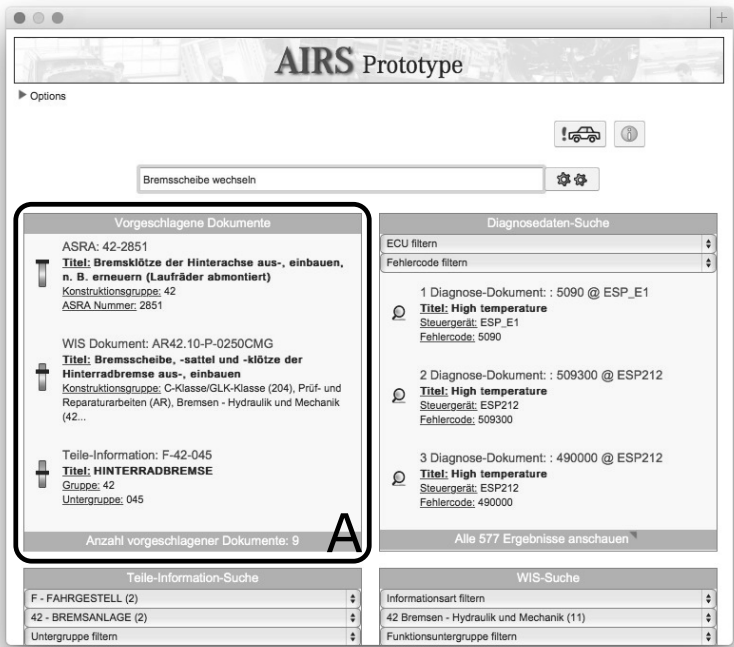 AIRS Prototype
Options
Bremsscheibe wechseln
Vorgeschlagene Dokumente
ASRA: 42-2851
Titel: Bremsklötze der Hinterachse aus-, einbauen,
n. B. erneuern (Laufräder abmontiert)
Konstruktionsgruppe: 42
ASRA Nummer: 2851
WIS Dokument: AR42.10-P-0250CMG
Titel: Bremsscheibe, -sattel und -klötze der
Hinterradbremse aus-, einbauen
Konstruktionsgruppe: C-Klasse/GLK-Klasse (204), Prüf- und
Reparaturarbeiten (AR), Bremsen - Hydraulik und Mechanik
(42...
Teile-Information: F-42-045
Titel: HINTERRADBREMSE
Gruppe: 42
Untergruppe: 045
Anzahl vorgeschlagener Dokumente: 9
A
Diagnosedaten-Suche
ECU filtern
Fehlercode filtern
1 Diagnose-Dokument: : 5090 @ ESP_E1
Titel: High temperature
Steuergerät: ESP_E1
Fehlercode: 5090
2 Diagnose-Dokument: : 509300 @ ESP212
Titel: High temperature
Steuergerät: ESP212
Fehlercode: 509300
3 Diagnose-Dokument: : 490000 @ ESP212
Titel: High temperature
Steuergerät: ESP212
Fehlercode: 490000
Alle 577 Ergebnisse anschauen
Teile-Information-Suche
F - FAHRGESTELL (2)
42 - BREMSANLAGE (2)
Untergruppe filtern
WIS-Suche
Informationsart filtern
42 Bremsen - Hydraulik und Mechanik (11)
Funktionsuntergruppe filtern